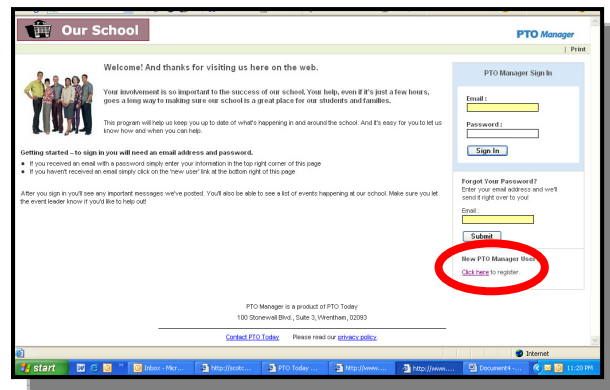 Our School
PTO Manager
| Print
Welcome! And thanks for visiting us here on the web.
Your involvement is so important to the success of our school. Your help, even if it's just a few hours,
goes a long way to making sure our school is a great place for our students and families.
This program will help us keep you up to date of what's happening in and around the school. And it's easy for you to let us
know how and when you can help.
Getting started – to sign in you will need an email address and password.
If you received an email with a password simply enter your information in the top right corner of this page
If you haven't received an email simply click on the 'new user' link at the bottom right of this page
After you sign in you'll see any important messages we've posted. You'll also be able to see a list of events happening at our school. Make sure you let
the event leader know if you'd like to help out!
PTO Manager Sign In
Email :
Password :
Sign In
Forgot Your Password?
Enter your email address and we'll
send it right over to you!
Email :
Submit
New PTO Manager User
Click here to register.
PTO Manager is a product of PTO Today
100 Stonewall Blvd., Suite 3, Wrentham, 02093
Contact PTO Today Please read our privacy policy.
Internet
start
Inbox - Micr...
http://scotc...
PTO Today ...
http://www....
http://www....
Document4 -...
11:20 PM